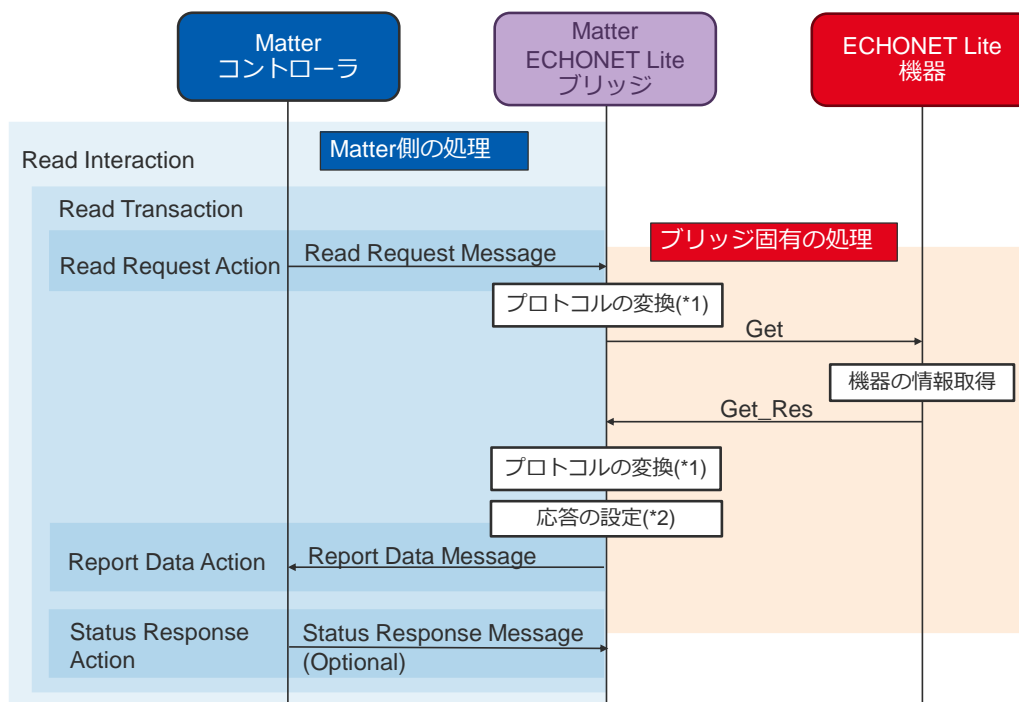 Matter
コントローラ
Matter
ECHONET Lite
ブリッジ
ECHONET Lite
機器
Matter側の処理
Read Interaction
Read Transaction
ブリッジ固有の処理
Read Request Action
Read Request Message
プロトコルの変換(*1)
Get
機器の情報取得
Get_Res
プロトコルの変換(*1)
応答の設定(*2)
Report Data Action
Report Data Message
Status Response
Action
Status Response Message
(Optional)